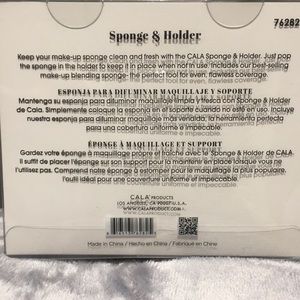 76282
Sponge & Holder
Keep your make-up sponge clean and fresh with the CALA Sponge & Holder. Just pop
the sponge in the holder to keep it in place when not in use. Includes our best-selling
make-up blending sponge- the perfect tool for even, flawless coverage.
ESPONJA PARA DIFUMINAR MAQUILLAJE Y SOPORTE
Mantenga su esponja para difuminar maquillaje limpia y fresca con Sponge & Holder
de Cala. Simplemente coloque la esponja en el soporte cuando no esté en uso. Incluye
nuestra esponja para difuminar maquillaje más vendida, la herramienta perfecta
para una cobertura uniforme e impecable.
ÉPONGE À MAQUILLAGE ET SUPPORT
Gardez votre éponge à maquillage propre et fraîche avec le Sponge & Holder de CALA.
Il suffit de placer l'éponge sur son support pour la maintenir en place lorsque vous ne
l'utilisez pas. Comprend notre éponge à estomper pour le maquillage la plus populaire:
l'outil idéal pour une couverture uniforme et impeccable.
CALA PRODUCTS
LOS ANGELES, CA 90057 U.S.A.
WWW.CALAPRODUCT.COM
Made in China / Hecho en China / Fabriqué en Chine